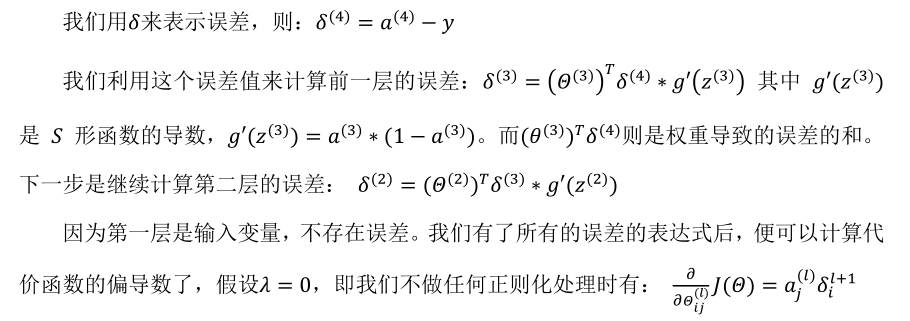 我们用𝛿来表示误差，则：$\delta^{(4)} = a^{(4)} - y$
我们利用这个误差值来计算前一层的误差：$\delta^{(3)} = \left(\Theta^{(3)}\right)^T \delta^{(4)} * g'\left(z^{(3)}\right)$ 其中 $g'(z^{(3)})$
是 $S$ 形函数的导数，$g'(z^{(3)}) = a^{(3)} * (1 - a^{(3)})$。而$(\theta^{(3)})^T \delta^{(4)}$则是权重导致的误差的和。
下一步是继续计算第二层的误差： $\delta^{(2)} = (\Theta^{(2)})^T \delta^{(3)} * g'(z^{(2)})$
因为第一层是输入变量，不存在误差。我们有了所有的误差的表达式后，便可以计算代
价函数的偏导数了，假设$\lambda = 0$，即我们不做任何正则化处理时有： $\frac{\partial}{\partial \Theta_{ij}^{(l)}} J(\Theta) = a_j^{(l)} \delta_i^{l+1}$